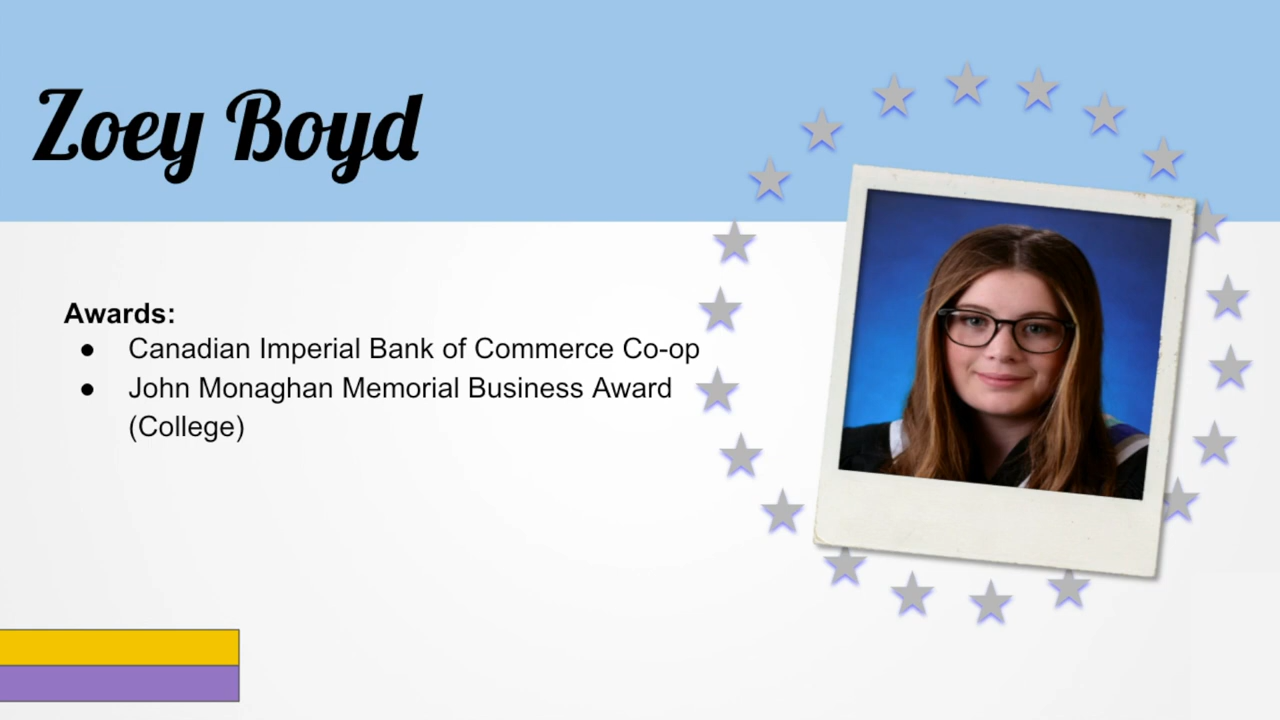 Zoey Boyd
Awards:
● Canadian Imperial Bank of Commerce Co-op
● John Monaghan Memorial Business Award
(College)